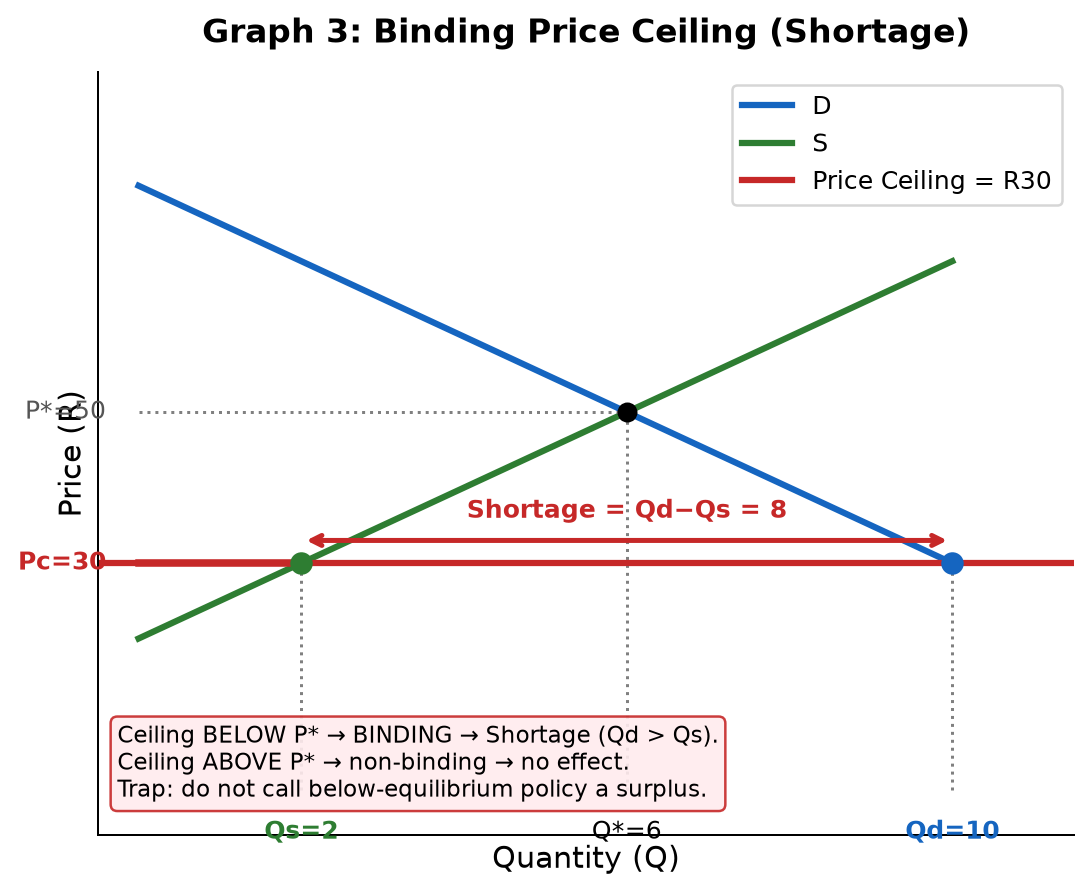 Graph 3: Binding Price Ceiling (Shortage)
D
S
Price Ceiling = R30
P*=50
Price (R)
Shortage = Qd−Qs = 8
Pc=30
Ceiling BELOW P* → BINDING → Shortage (Qd > Qs).
Ceiling ABOVE P* → non-binding → no effect.
Trap: do not call below-equilibrium policy a surplus.
Qs=2
Q*=6
Qd=10
Quantity (Q)